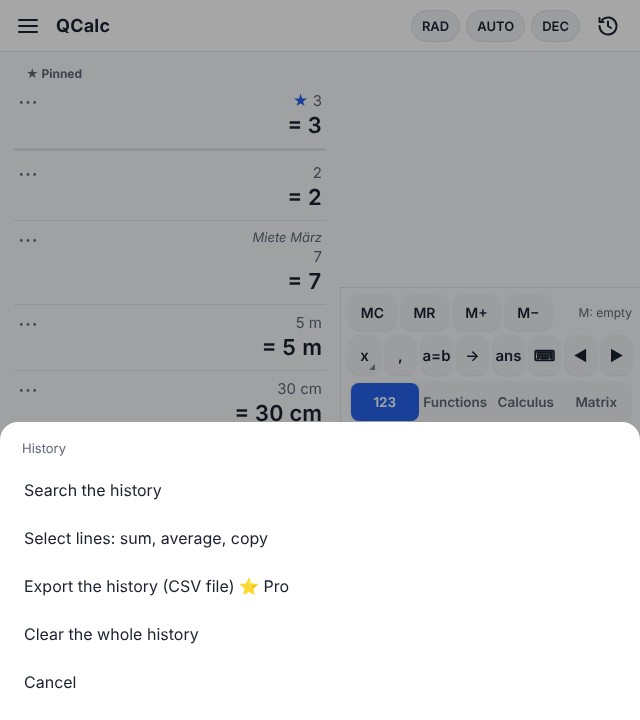 QCalc
RAD AUTO DEC
★ Pinned
★ 3
= 3
2
= 2
Miete März
7
= 7
5 m
= 5 m
30 cm
= 30 cm
MC MR M+ M− M: empty
x , a=b → ans ⌨ ◀ ▶
123 Functions Calculus Matrix
History
Search the history
Select lines: sum, average, copy
Export the history (CSV file) ⭐ Pro
Clear the whole history
Cancel